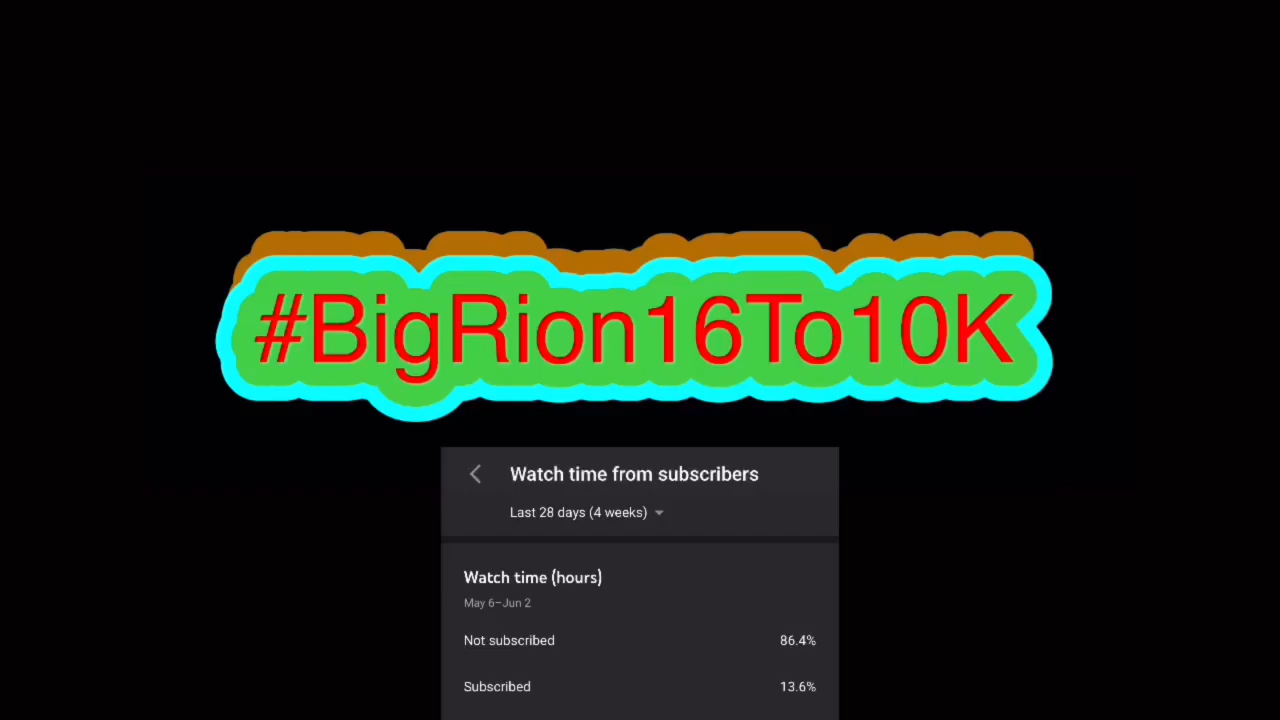 #BigRion16To10K
Watch time from subscribers
Last 28 days (4 weeks)
Watch time (hours)
May 6–Jun 2
Not subscribed 86.4%
Subscribed 13.6%